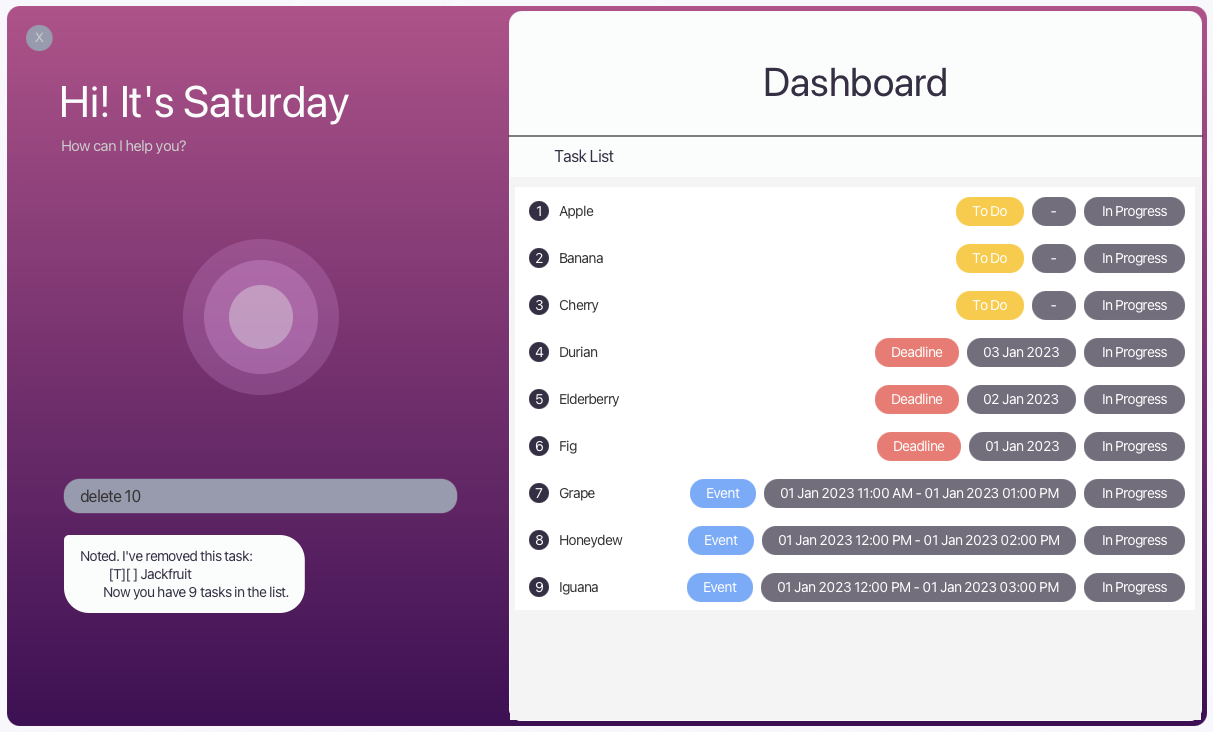 X
Hi! It's Saturday
How can I help you?
delete 10
Noted. I've removed this task:
[T][ ] Jackfruit
Now you have 9 tasks in the list.
Dashboard
Task List
1 Apple To Do - In Progress
2 Banana To Do - In Progress
3 Cherry To Do - In Progress
4 Durian Deadline 03 Jan 2023 In Progress
5 Elderberry Deadline 02 Jan 2023 In Progress
6 Fig Deadline 01 Jan 2023 In Progress
7 Grape Event 01 Jan 2023 11:00 AM - 01 Jan 2023 01:00 PM In Progress
8 Honeydew Event 01 Jan 2023 12:00 PM - 01 Jan 2023 02:00 PM In Progress
9 Iguana Event 01 Jan 2023 12:00 PM - 01 Jan 2023 03:00 PM In Progress